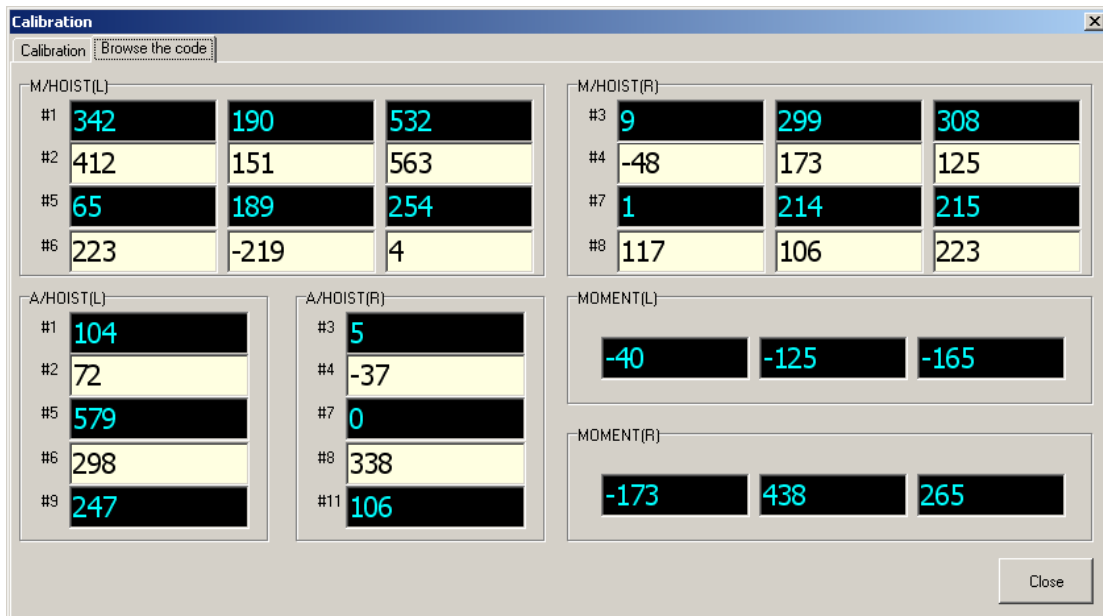 Calibration
Calibration Browse the code
M/HOIST(L)
#1 342 190 532
#2 412 151 563
#5 65 189 254
#6 223 -219 4
M/HOIST(R)
#3 9 299 308
#4 -48 173 125
#7 1 214 215
#8 117 106 223
A/HOIST(L)
#1 104
#2 72
#5 579
#6 298
#9 247
A/HOIST(R)
#3 5
#4 -37
#7 0
#8 338
#11 106
MOMENT(L)
-40 -125 -165
MOMENT(R)
-173 438 265
Close